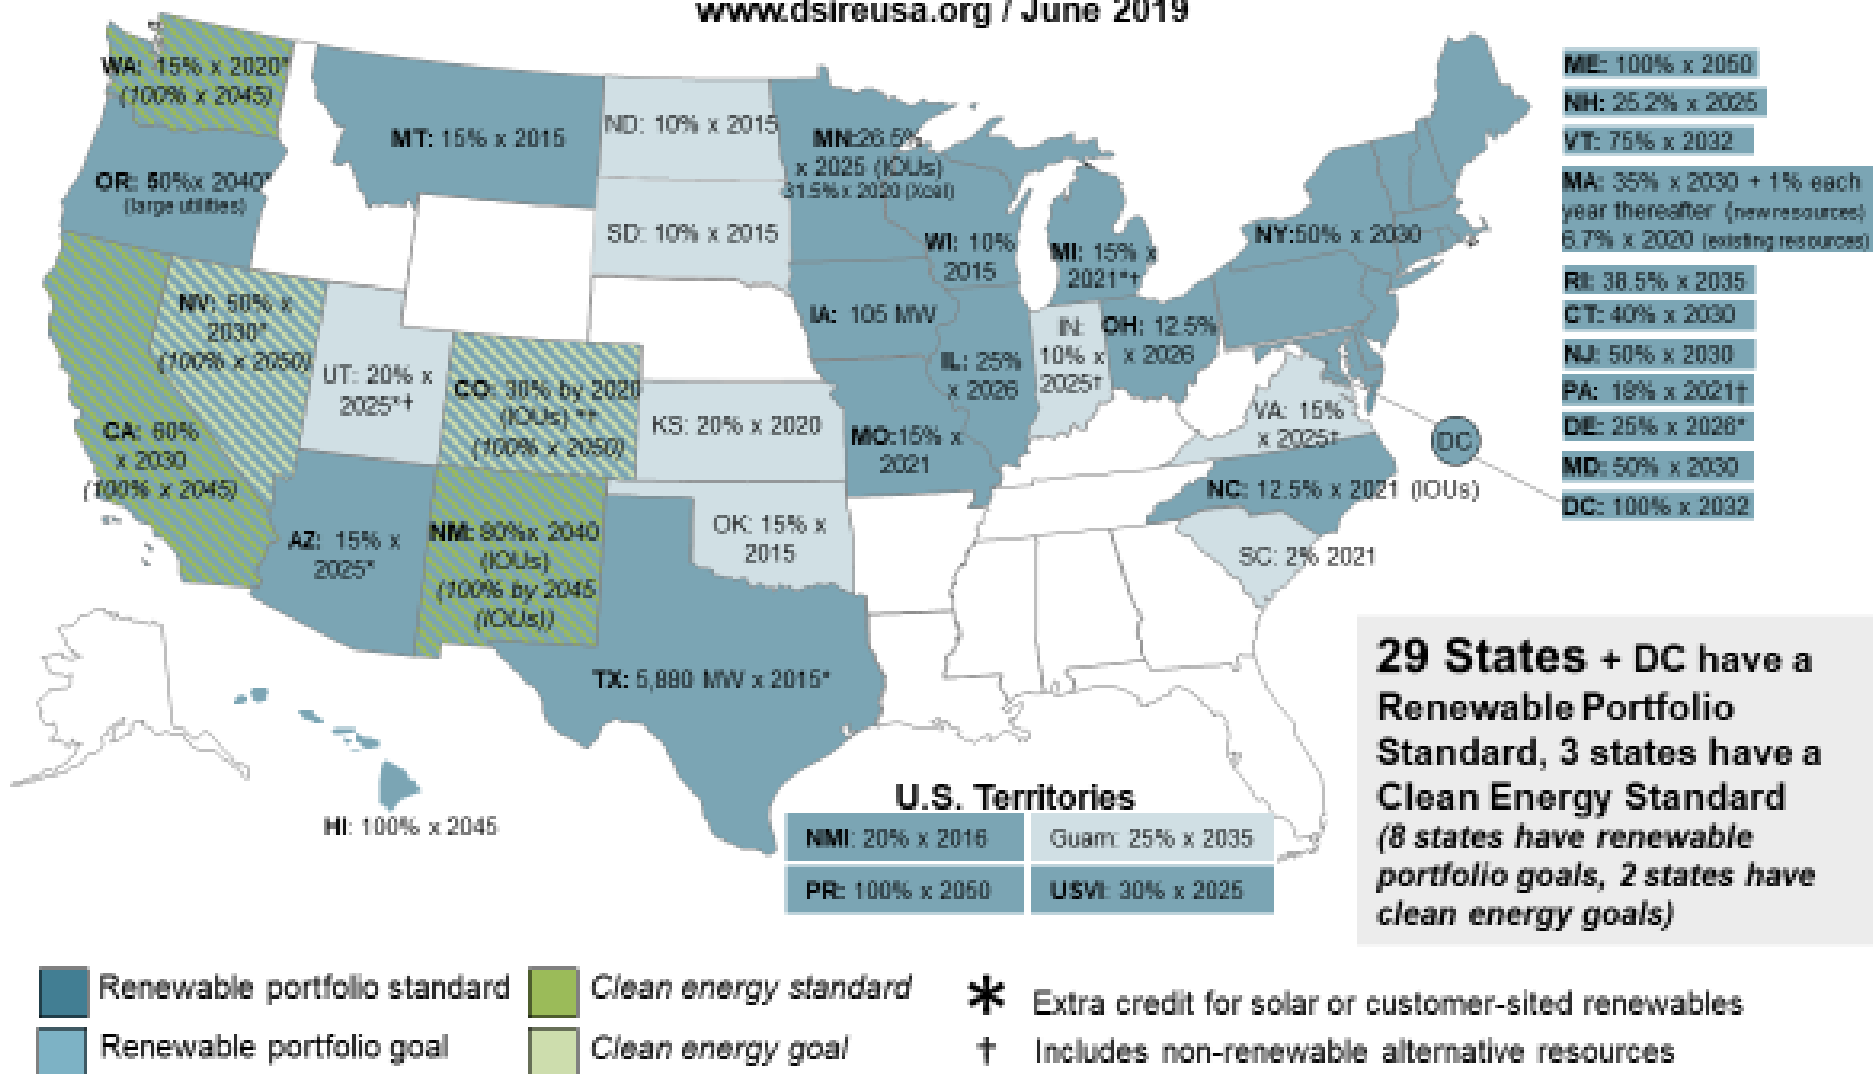 www.dsireusa.org / June 2019
WA: 15% x 2020*
(100% x 2045)
OR: 50%x 2040*
(large utilities)
MT: 15% x 2015
ND: 10% x 2015
SD: 10% x 2015
MN:26.5%
x 2025 (IOUs)
31.5% x 2020 (Xcel)
WI: 10%
2015
MI: 15% x
2021*†
NY:50% x 2030
NV: 50% x
2030*
(100% x 2050)
UT: 20% x
2025*†
CO: 30% by 2020
(IOUs) *†
(100% x 2050)
CA: 60%
x 2030
(100% x 2045)
AZ: 15% x
2025*
NM: 80%x 2040
(IOUs)
(100% by 2045
(IOUs))
KS: 20% x 2020
OK: 15% x
2015
TX: 5,880 MW x 2015*
IA: 105 MW
IL: 25%
x 2026
MO:15% x
2021
IN:
10% x
2025†
OH: 12.5%
x 2026
VA: 15%
x 2025†
NC: 12.5% x 2021 (IOUs)
SC: 2% 2021
DC
HI: 100% x 2045
ME: 100% x 2050
NH: 25.2% x 2025
VT: 75% x 2032
MA: 35% x 2030 + 1% each
year thereafter (new resources)
6.7% x 2020 (existing resources)
RI: 38.5% x 2035
CT: 40% x 2030
NJ: 50% x 2030
PA: 18% x 2021†
DE: 25% x 2026*
MD: 50% x 2030
DC: 100% x 2032
29 States + DC have a
Renewable Portfolio
Standard, 3 states have a
Clean Energy Standard
(8 states have renewable
portfolio goals, 2 states have
clean energy goals)
U.S. Territories
NMI: 20% x 2016
Guam: 25% x 2035
PR: 100% x 2050
USVI: 30% x 2025
Renewable portfolio standard
Clean energy standard
* Extra credit for solar or customer-sited renewables
Renewable portfolio goal
Clean energy goal
† Includes non-renewable alternative resources